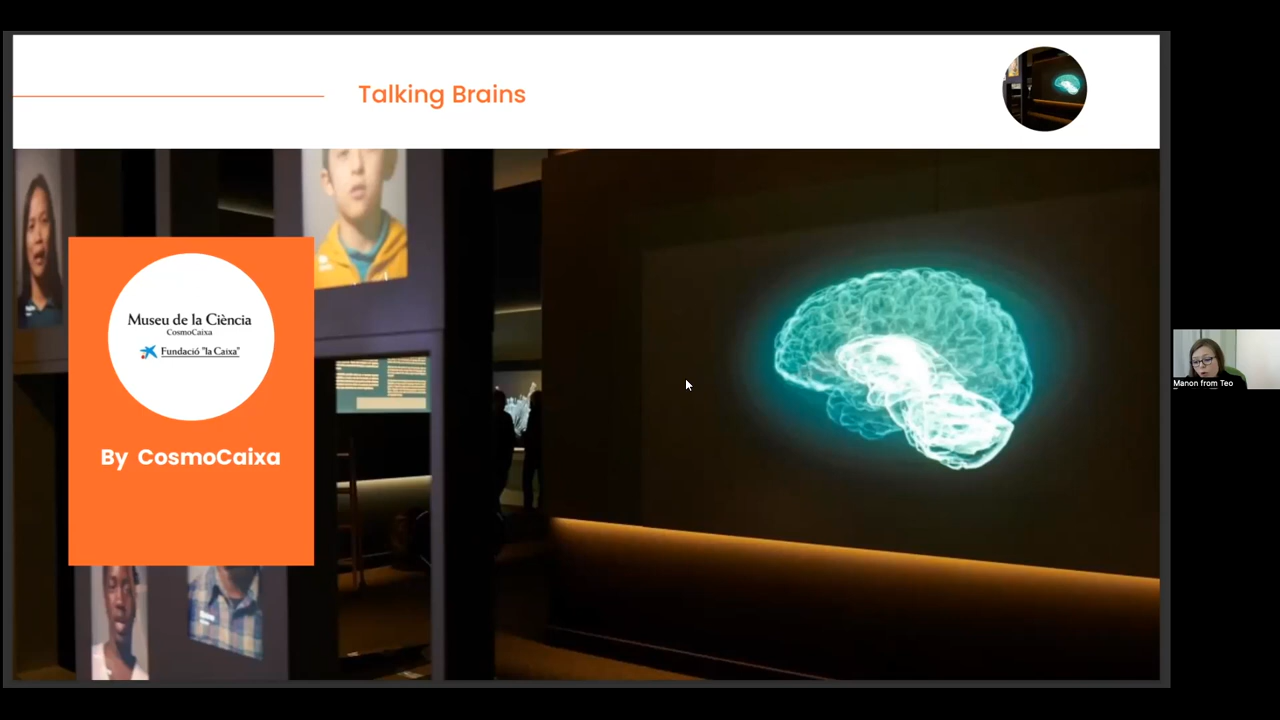 Talking Brains
Museu de la Ciència
CosmoCaixa
Fundació "la Caixa"
By CosmoCaixa
Manon from Teo